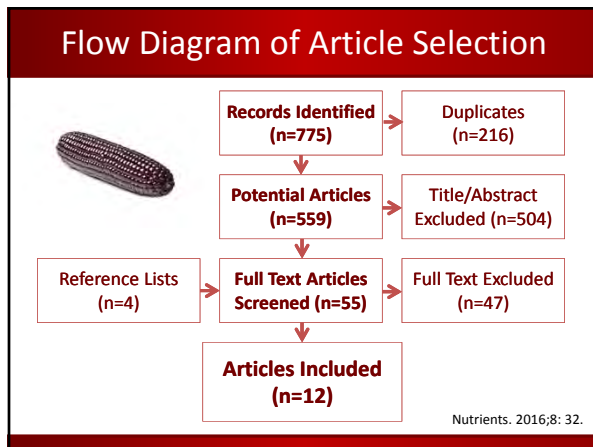 Flow Diagram of Article Selection
Records Identified
(n=775)
Duplicates
(n=216)
Potential Articles
(n=559)
Title/Abstract
Excluded (n=504)
Reference Lists
(n=4)
Full Text Articles
Screened (n=55)
Full Text Excluded
(n=47)
Articles Included
(n=12)
Nutrients. 2016;8: 32.